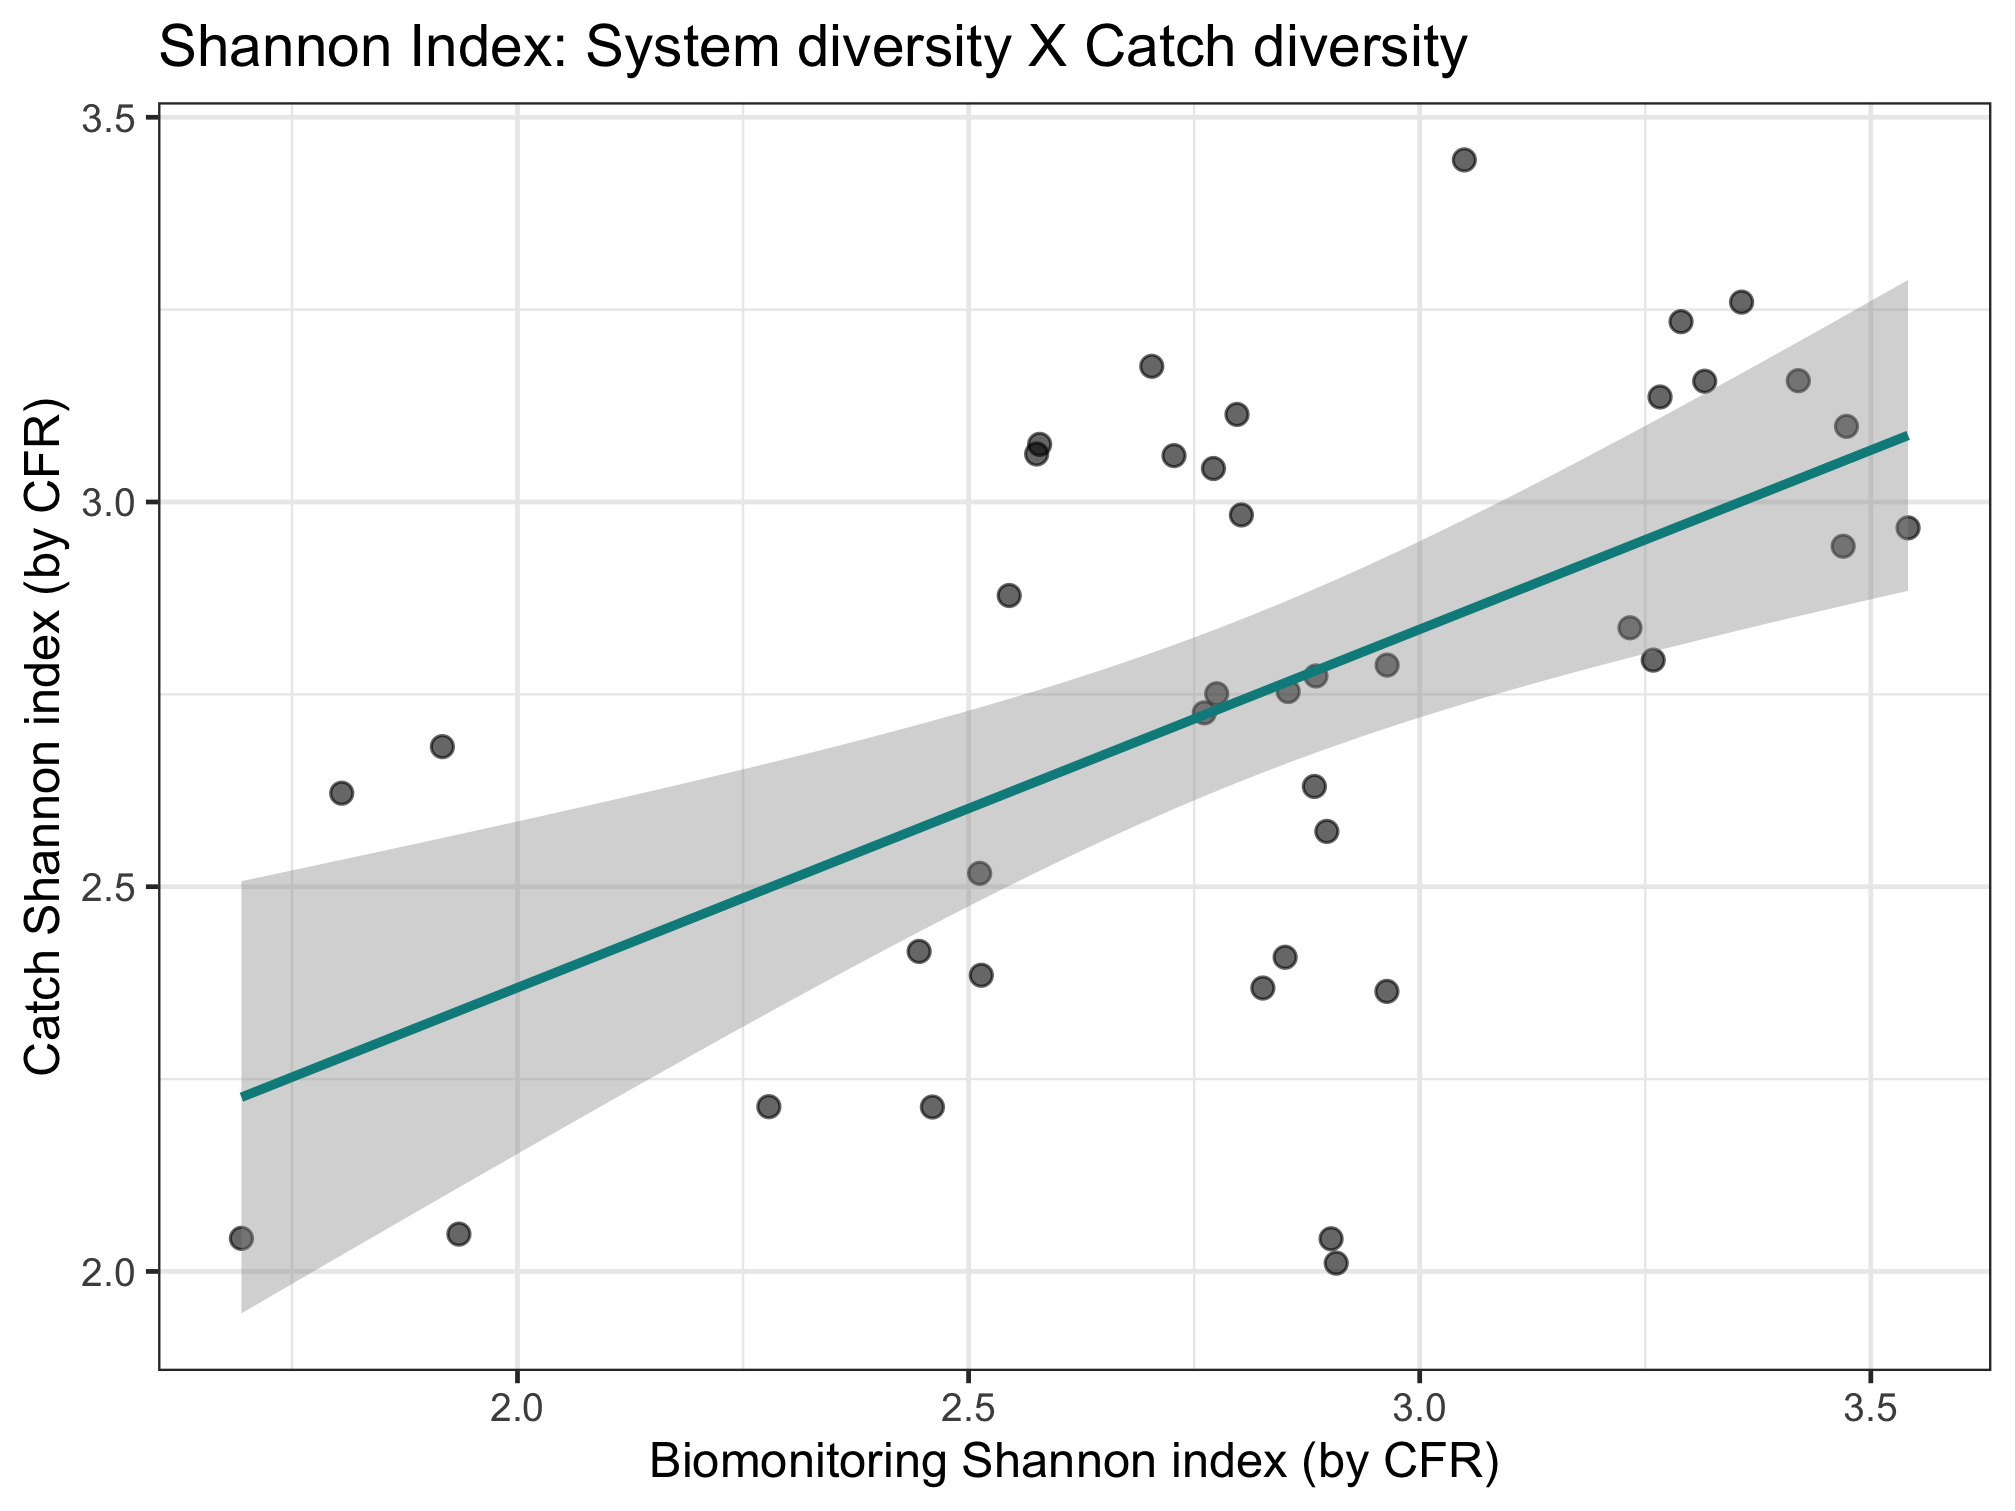 Shannon Index: System diversity X Catch diversity
3.5
3.0
2.5
2.0
Catch Shannon index (by CFR)
2.0 2.5 3.0 3.5
Biomonitoring Shannon index (by CFR)